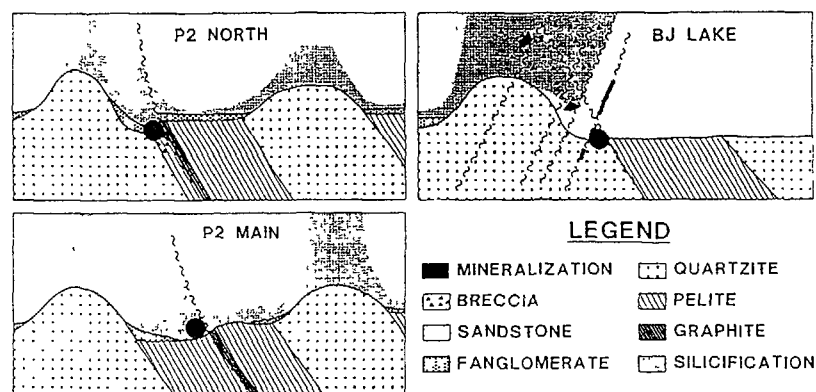 P2 NORTH
BJ LAKE
P2 MAIN
LEGEND
MINERALIZATION
QUARTZITE
BRECCIA
PELITE
SANDSTONE
GRAPHITE
FANGLOMERATE
SILICIFICATION